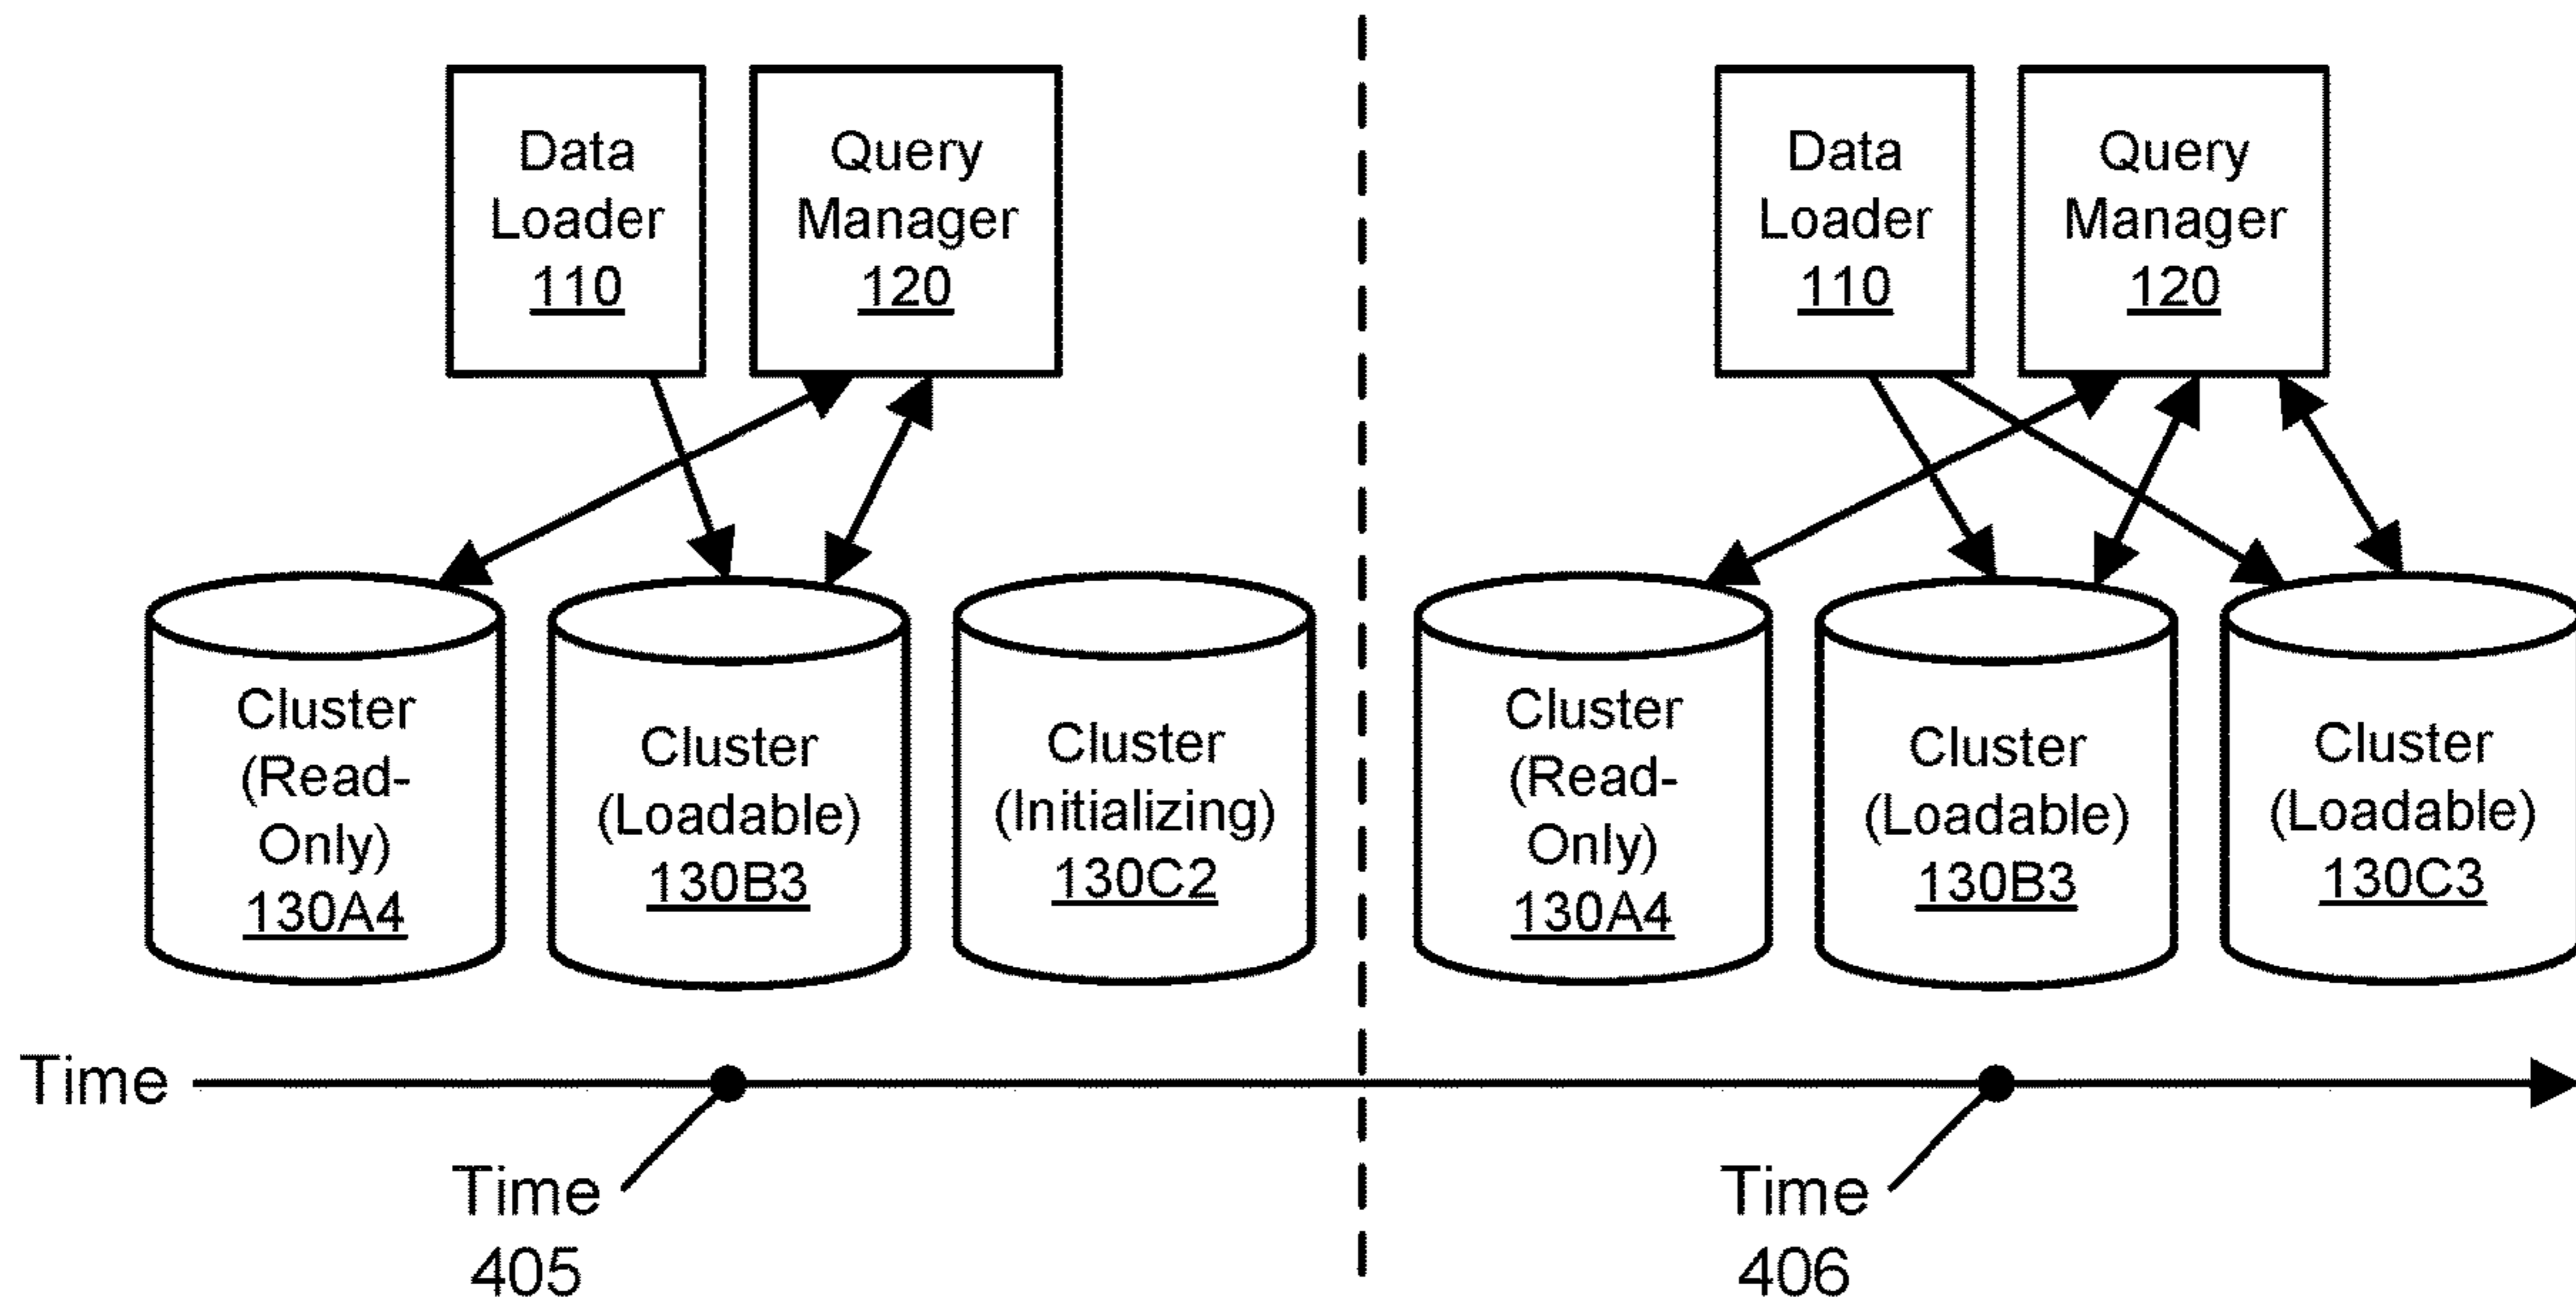 Data
Loader
110
Query
Manager
120
Cluster
(Read-
Only)
130A4
Cluster
(Loadable)
130B3
Cluster
(Initializing)
130C2
Data
Loader
110
Query
Manager
120
Cluster
(Read-
Only)
130A4
Cluster
(Loadable)
130B3
Cluster
(Loadable)
130C3
Time
Time
405
Time
406